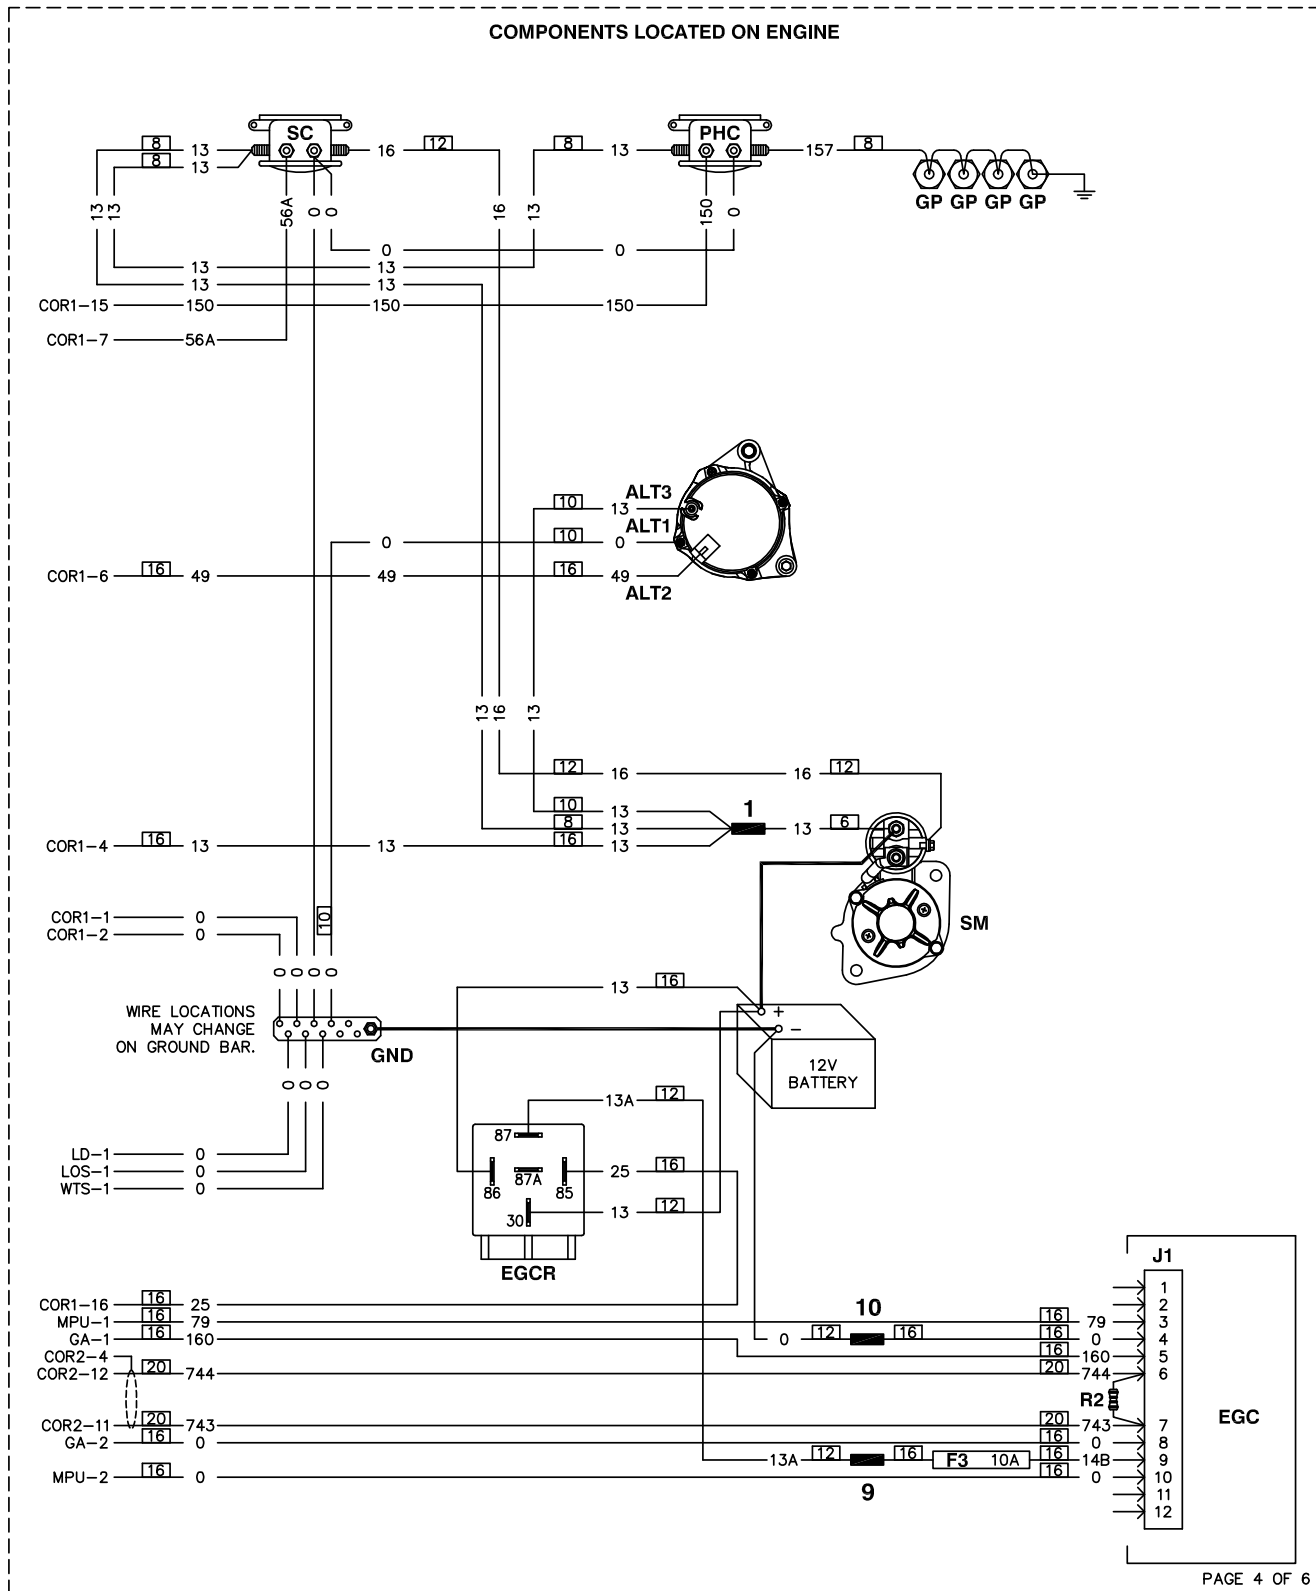 COMPONENTS LOCATED ON ENGINE
SC PHC
8 13 16 12 8 13 157 8
8 13
GP GP GP GP
13 13 56A 0 0 16 13 150 0
0 0
13 13
13 13
COR1-15 150 150 150
COR1-7 56A
ALT3
10 13
ALT1
0 10 0
COR1-6 16 49 49 16 49
ALT2
13 16 13
12 16 16 12
10 13 1
8 13 13 6
COR1-4 16 13 13 16 13
COR1-1 0 10
COR1-2 0
SM
0 0 0 0
13 16
WIRE LOCATIONS
MAY CHANGE
ON GROUND BAR.
GND
+
–
12V
BATTERY
0 0 0
13A 12
87
LD-1 0
LOS-1 0
WTS-1 0
86 87A 85 25 16
30 13 12
EGCR
J1
1
COR1-16 16 25 10 2
MPU-1 16 79 16 79 3
GA-1 16 160 0 12 16 16 0 4
COR2-4 16 160 5
COR2-12 20 744 20 744 6
R2
EGC
COR2-11 20 743 20 743 7
GA-2 16 0 16 0 8
13A 12 16 F3 10A 16 14B 9
MPU-2 16 0 16 0 10
9 11
12
PAGE 4 OF 6